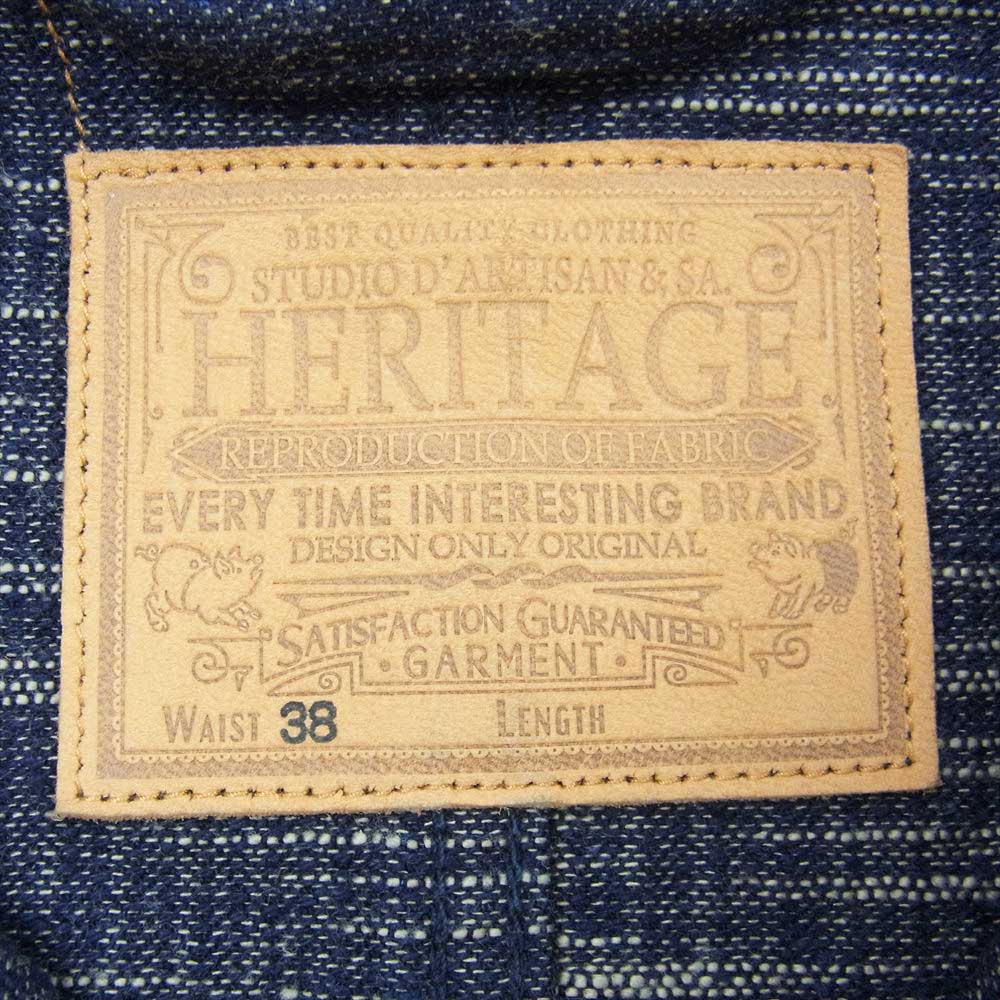 BEST QUALITY CLOTHING
STUDIO D'ARTISAN & SA.
HERITAGE
REPRODUCTION OF FABRIC
EVERY TIME INTERESTING BRAND
DESIGN ONLY ORIGINAL
SATISFACTION GUARANTEED
• GARMENT •
WAIST 38 LENGTH